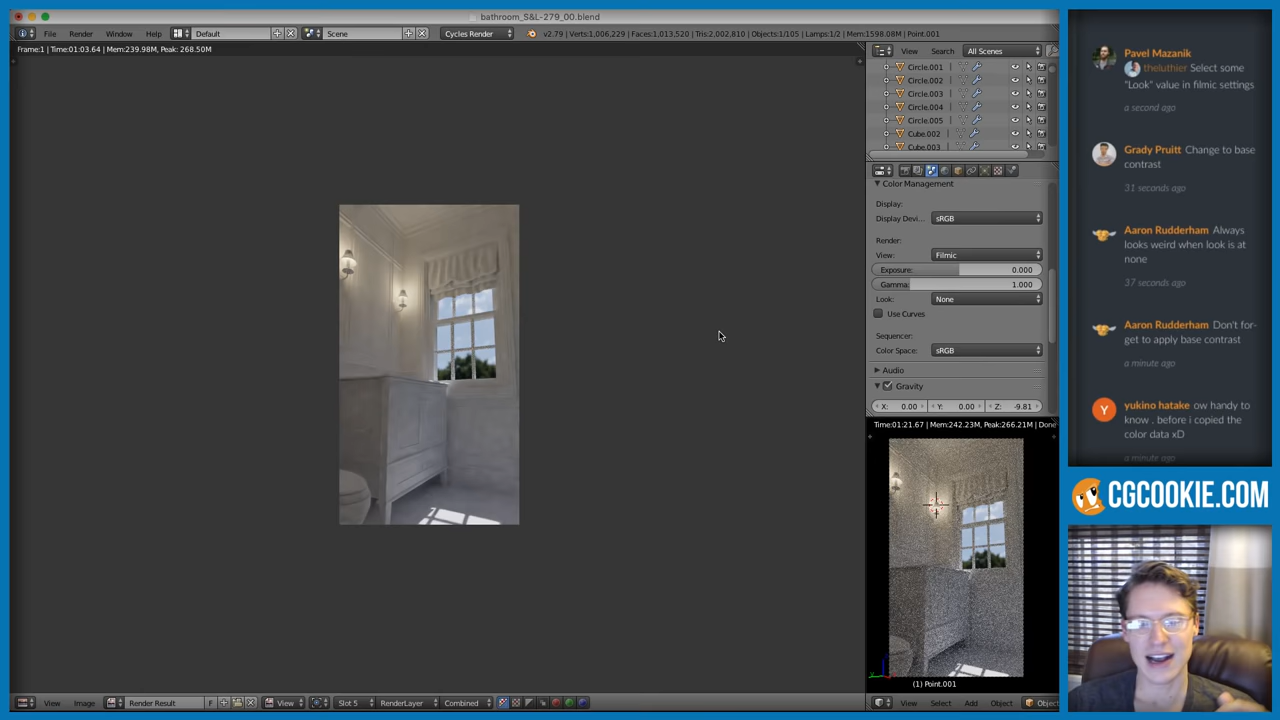 bathroom_S&L-279_00.blend
File Render Window Help Default Scene Cycles Render v2.79 | Verts:1,006,229 | Faces:1,013,520 | Tris:2,002,810 | Objects:1/105 | Lamps:1/2 | Mem:1598.08M | Point.001
Frame:1 | Time:01:03.64 | Mem:239.98M, Peak: 268.50M
View Search All Scenes
Circle.001
Circle.002
Circle.003
Circle.004
Circle.005
Cube.002
Cube.003
Color Management
Display:
Display Devi... sRGB
Render:
View: Filmic
Exposure: 0.000
Gamma: 1.000
Look: None
Use Curves
Sequencer:
Color Space: sRGB
Audio
Gravity
X: 0.00 Y: 0.00 Z: -9.81
Time:01:21.67 | Mem:242.23M, Peak:266.21M | Done
(1) Point.001
View Select Add Object Object
View Image Render Result F View Slot 5 RenderLayer Combined
Pavel Mazanik
theluthier Select some
"Look" value in filmic settings
a second ago
Grady Pruitt Change to base
contrast
31 seconds ago
Aaron Rudderham Always
looks weird when look is at
none
37 seconds ago
Aaron Rudderham Don't for-
get to apply base contrast
a minute ago
Y yukino hatake ow handy to
know . before i copied the
color data xD
a minute ago
CGCOOKIE.COM